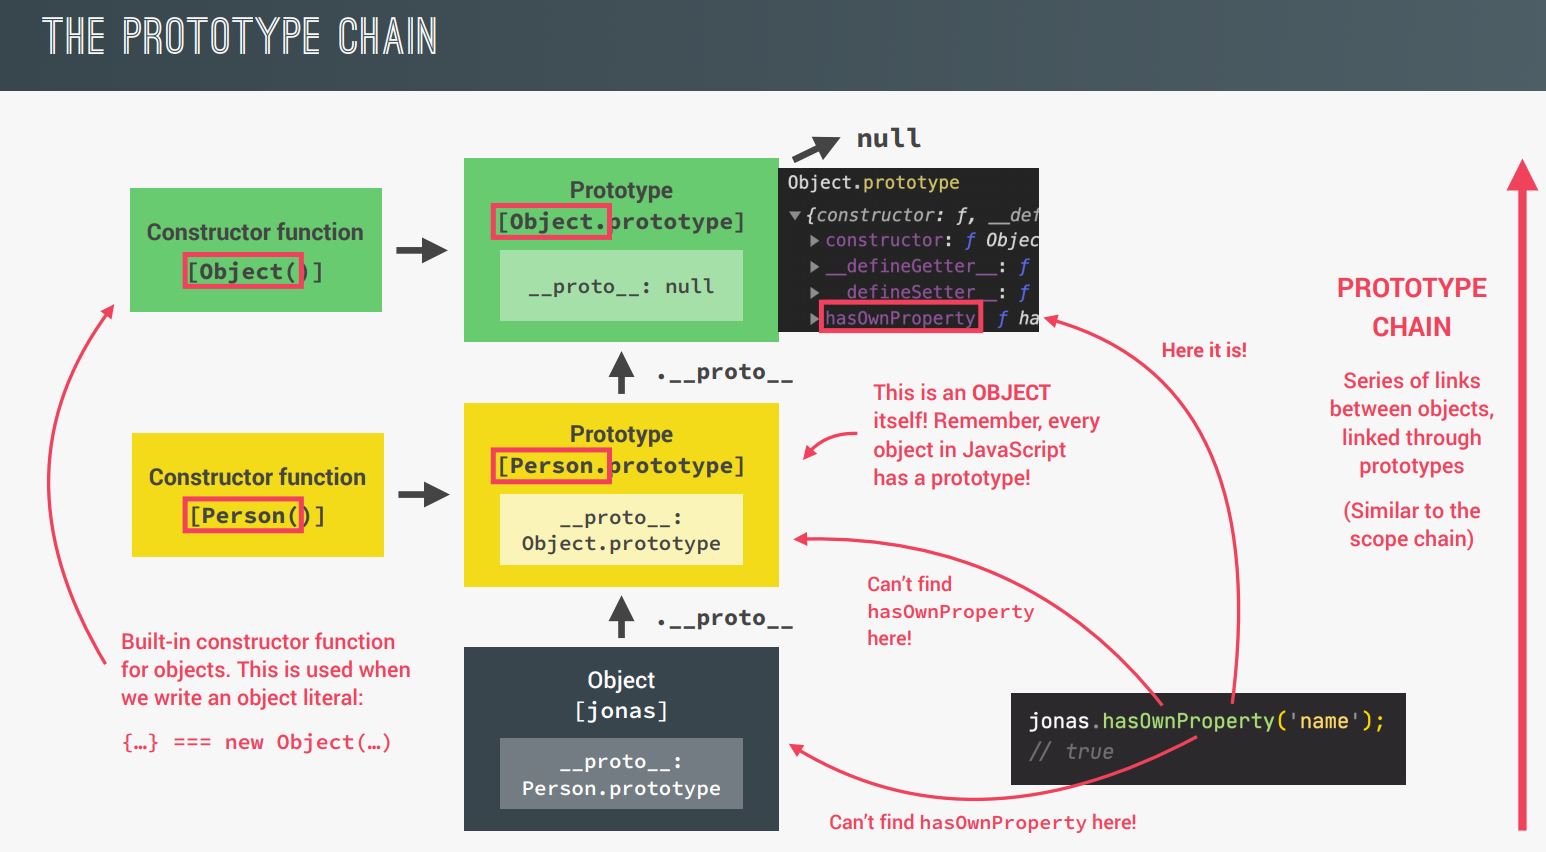 THE PROTOTYPE CHAIN
null
Constructor function
[Object()]
Prototype
[Object.prototype]
__proto__: null
Object.prototype
{constructor: ƒ, __def
constructor: ƒ Objec
__defineGetter__: ƒ
__defineSetter__: ƒ
hasOwnProperty ƒ ha
Here it is!
PROTOTYPE
CHAIN
Series of links
between objects,
linked through
prototypes
(Similar to the
scope chain)
.__proto__
This is an OBJECT
itself! Remember, every
object in JavaScript
has a prototype!
Constructor function
[Person()]
Prototype
[Person.prototype]
__proto__:
Object.prototype
Can't find
hasOwnProperty
here!
.__proto__
Built-in constructor function
for objects. This is used when
we write an object literal:
{…} === new Object(…)
Object
[jonas]
__proto__:
Person.prototype
jonas.hasOwnProperty('name');
// true
Can't find hasOwnProperty here!